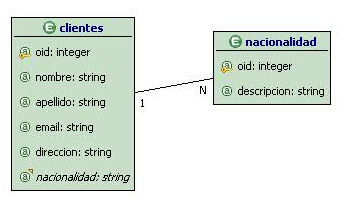 clientes
oid: integer
nombre: string
apellido: string
email: string
direccion: string
nacionalidad: string
1
N
nacionalidad
oid: integer
descripcion: string